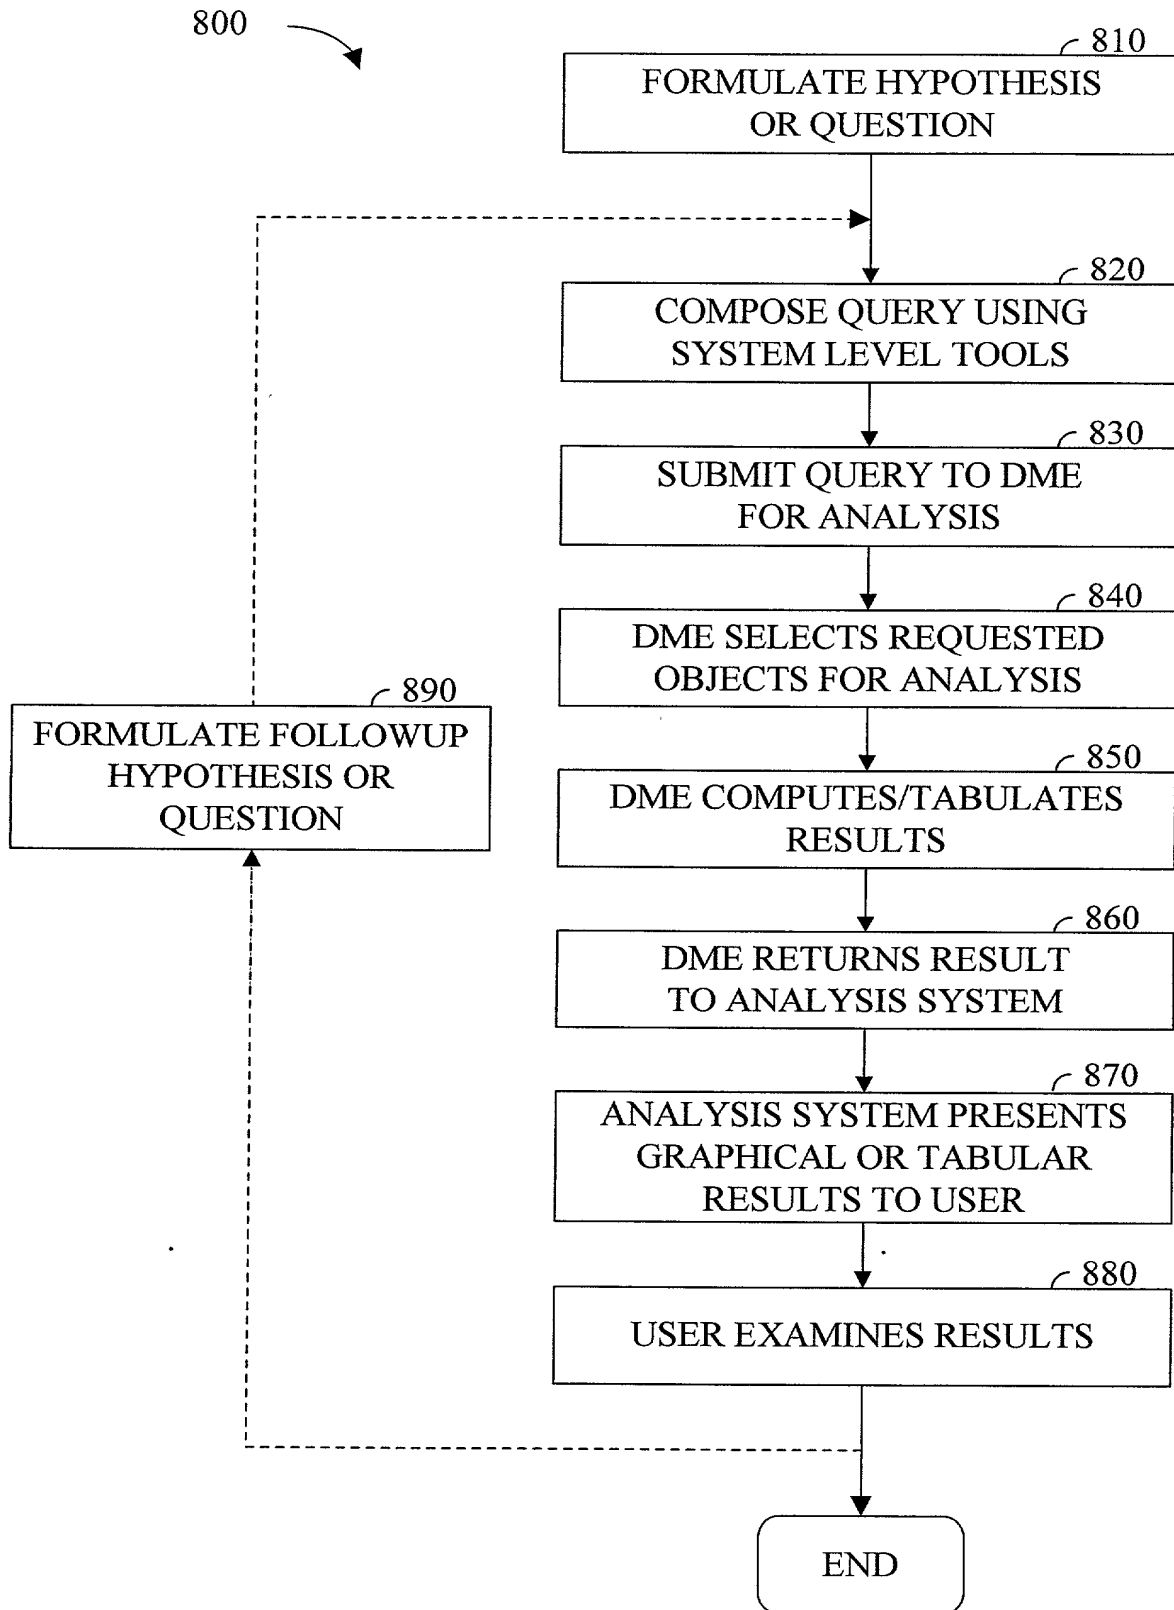 800
810
FORMULATE HYPOTHESIS
OR QUESTION
820
COMPOSE QUERY USING
SYSTEM LEVEL TOOLS
830
SUBMIT QUERY TO DME
FOR ANALYSIS
840
DME SELECTS REQUESTED
OBJECTS FOR ANALYSIS
890
FORMULATE FOLLOWUP
HYPOTHESIS OR
QUESTION
850
DME COMPUTES/TABULATES
RESULTS
860
DME RETURNS RESULT
TO ANALYSIS SYSTEM
870
ANALYSIS SYSTEM PRESENTS
GRAPHICAL OR TABULAR
RESULTS TO USER
880
USER EXAMINES RESULTS
END